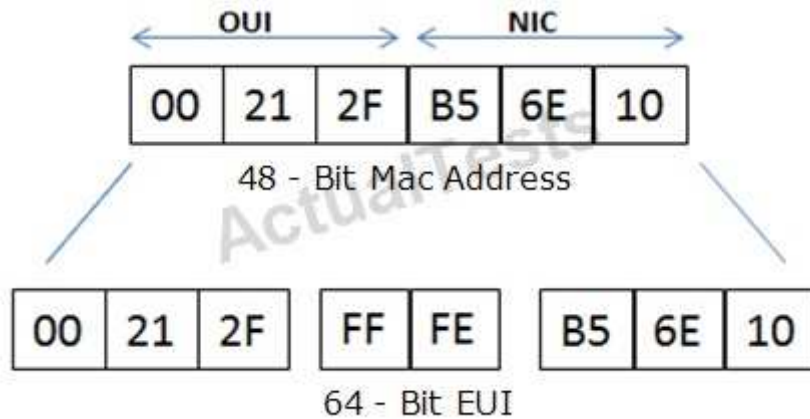 OUI NIC
00 21 2F B5 6E 10
ActualTests
48 - Bit Mac Address
00 21 2F FF FE B5 6E 10
64 - Bit EUI